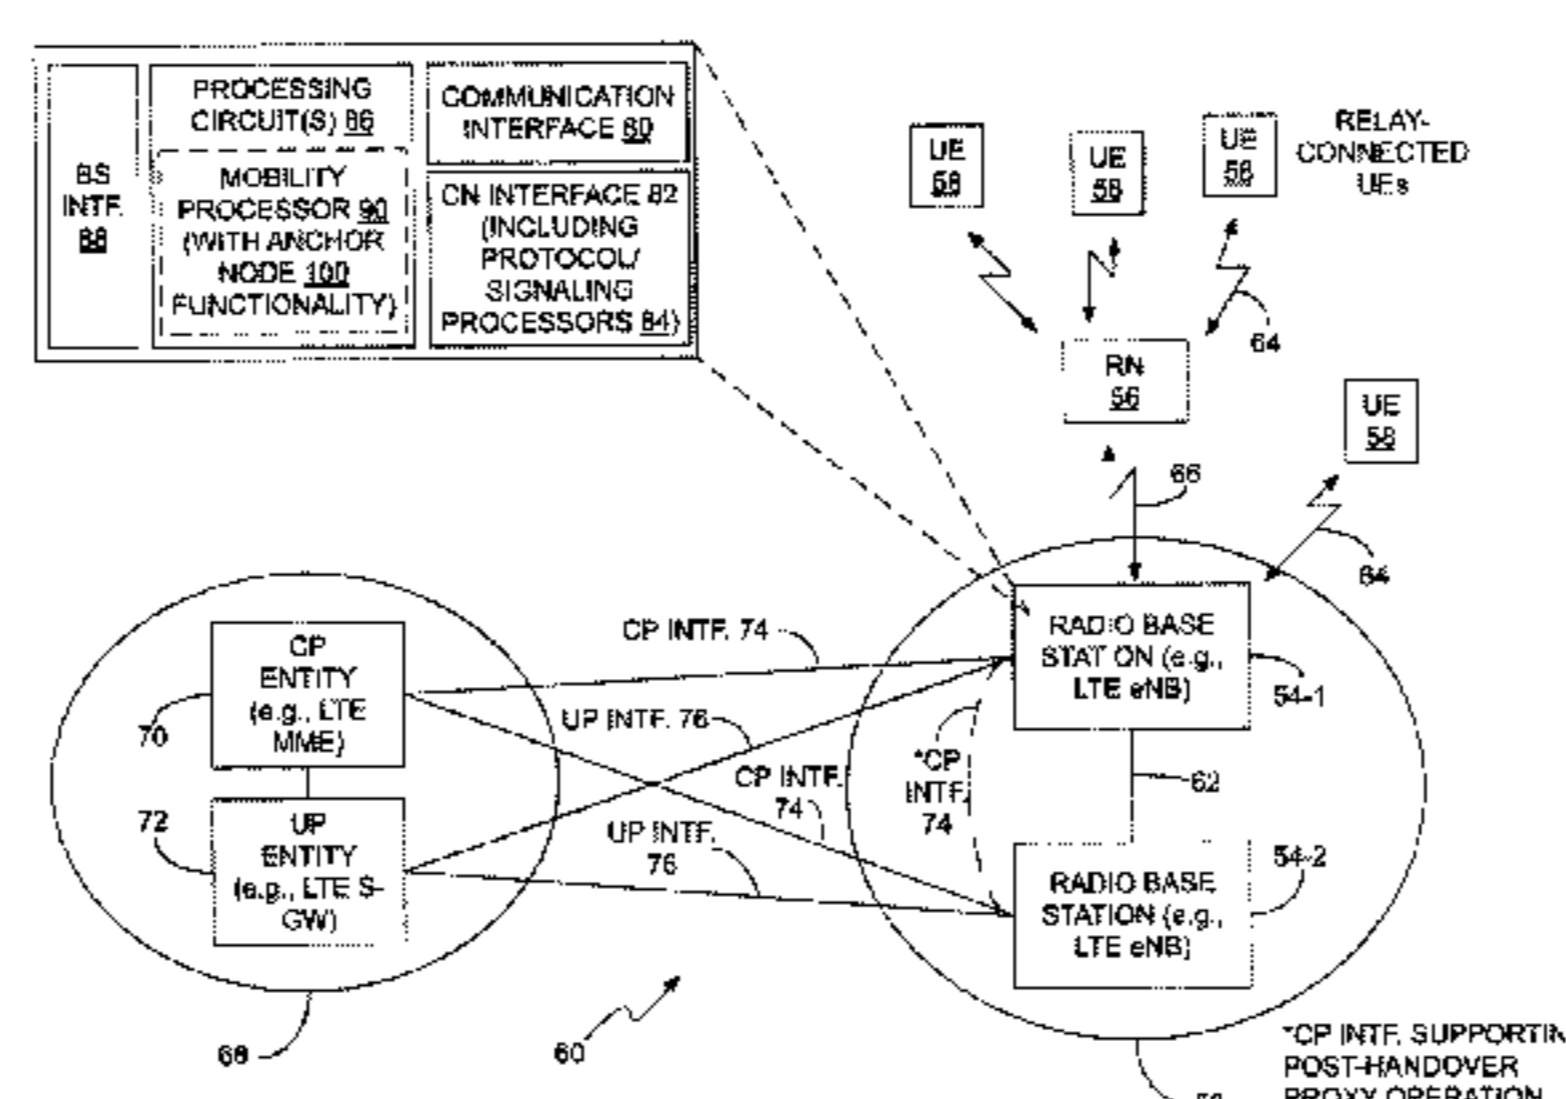 BS
INTF.
88
PROCESSING
CIRCUIT(S) 86
MOBILITY
PROCESSOR 90
(WITH ANCHOR
NODE 100
FUNCTIONALITY)
COMMUNICATION
INTERFACE 80
CN INTERFACE 82
(INCLUDING
PROTOCOL/
SIGNALING
PROCESSORS 84)
UE
58
UE
58
UE
58
RELAY-
CONNECTED
UEs
64
RN
56
UE
58
66
64
CP
ENTITY
(e.g., LTE
MME)
70
72
UP
ENTITY
(e.g., LTE S-
GW)
68
CP INTF. 74
UP INTF. 76
CP INTF.
74
UP INTF.
76
60
RADIO BASE
STATION (e.g.,
LTE eNB)
54-1
*CP
INTF.
74
62
54-2
RADIO BASE
STATION (e.g.,
LTE eNB)
*CP INTF. SUPPORTIN
POST-HANDOVER
PROXY OPERATION